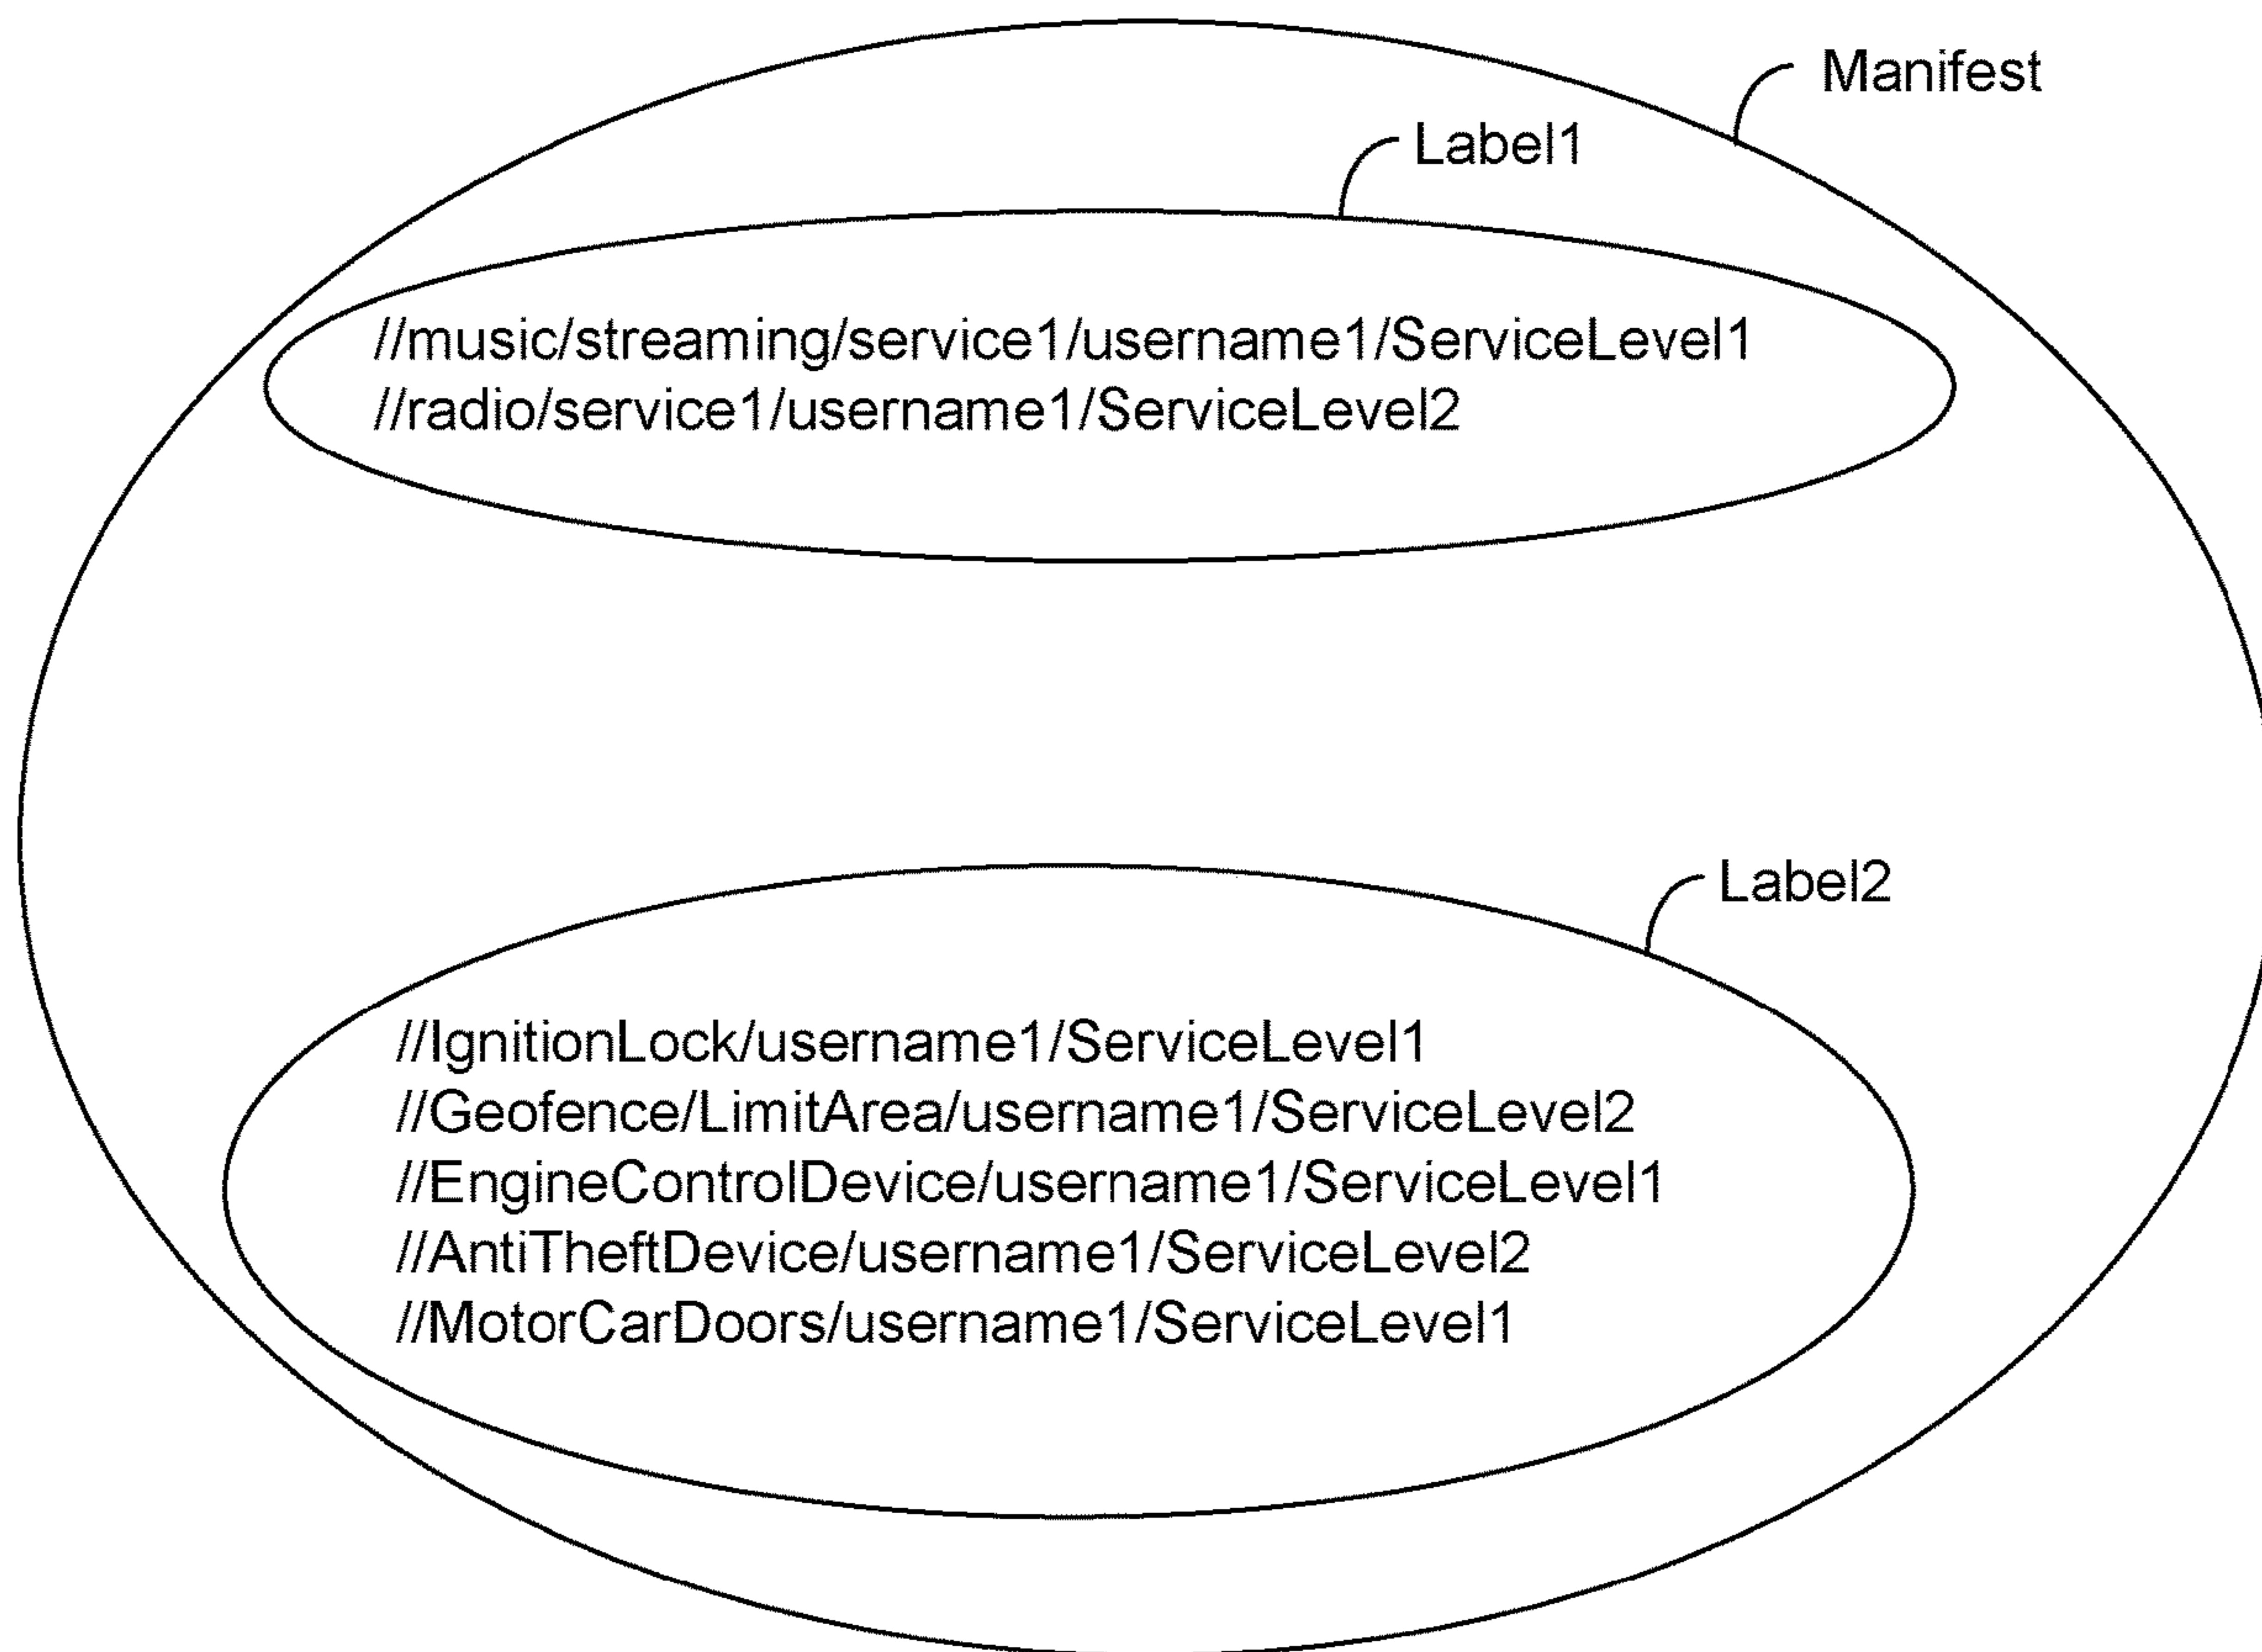 Manifest
Label1
//music/streaming/service1/username1/ServiceLevel1
//radio/service1/username1/ServiceLevel2
Label2
//IgnitionLock/username1/ServiceLevel1
//Geofence/LimitArea/username1/ServiceLevel2
//EngineControlDevice/username1/ServiceLevel1
//AntiTheftDevice/username1/ServiceLevel2
//MotorCarDoors/username1/ServiceLevel1